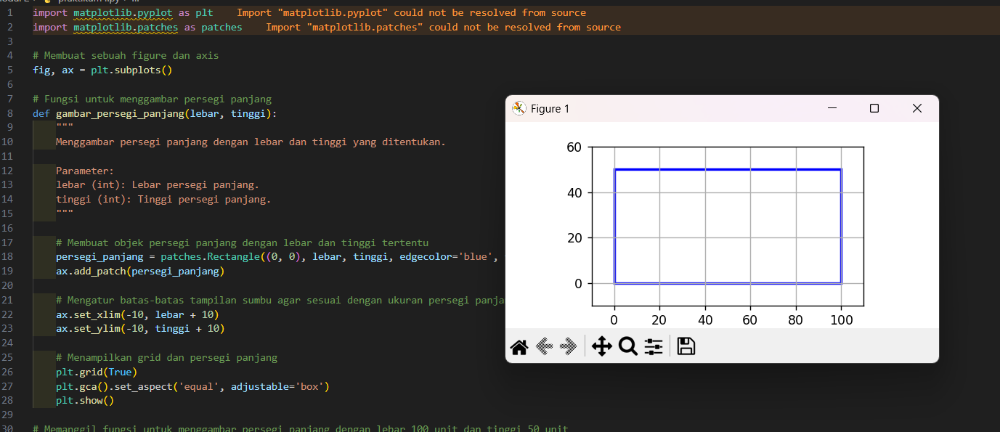 1 import matplotlib.pyplot as plt Import "matplotlib.pyplot" could not be resolved from source
2 import matplotlib.patches as patches Import "matplotlib.patches" could not be resolved from source
3
4 # Membuat sebuah figure dan axis
5 fig, ax = plt.subplots()
6
7 # Fungsi untuk menggambar persegi panjang
8 def gambar_persegi_panjang(lebar, tinggi):
9 """
10 Menggambar persegi panjang dengan lebar dan tinggi yang ditentukan.
11
12 Parameter:
13 lebar (int): Lebar persegi panjang.
14 tinggi (int): Tinggi persegi panjang.
15 """
16
17 # Membuat objek persegi panjang dengan lebar dan tinggi tertentu
18 persegi_panjang = patches.Rectangle((0, 0), lebar, tinggi, edgecolor='blue',
19 ax.add_patch(persegi_panjang)
20
21 # Mengatur batas-batas tampilan sumbu agar sesuai dengan ukuran persegi
22 ax.set_xlim(-10, lebar + 10)
23 ax.set_ylim(-10, tinggi + 10)
24
25 # Menampilkan grid dan persegi panjang
26 plt.grid(True)
27 plt.gca().set_aspect('equal', adjustable='box')
28 plt.show()
29
30 # Memanggil fungsi untuk menggambar persegi panjang dengan lebar 100 unit dan tinggi 50 unit
Figure 1
60
40
20
0
0 20 40 60 80 100